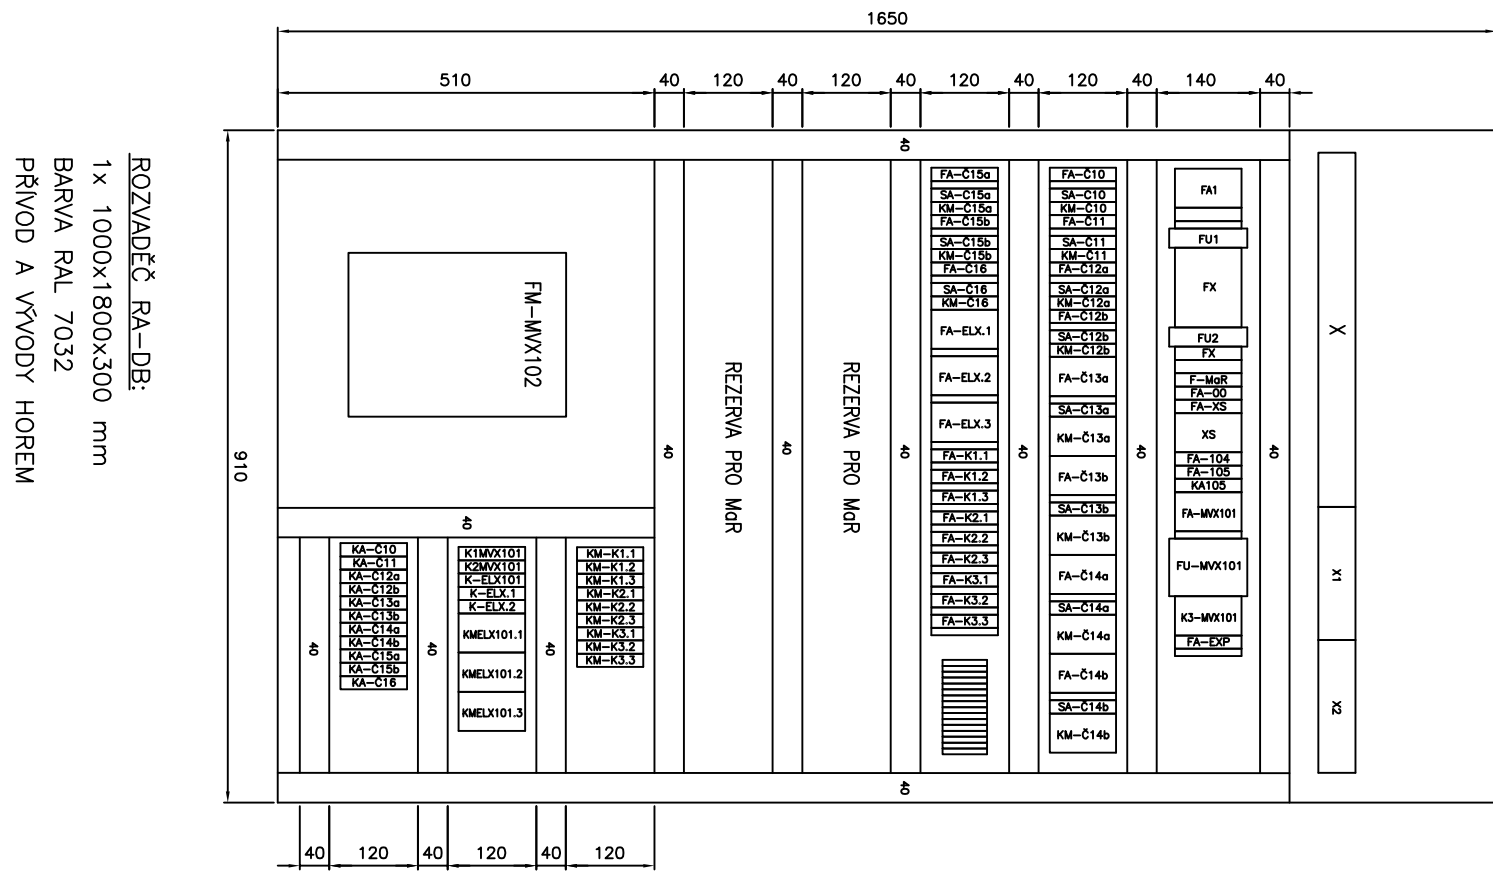 1650
510
40
120
40
120
40
120
40
120
40
140
40
910
ROZVADĚČ RA-DB:
1x 1000x1800x300 mm
BARVA RAL 7032
PŘÍVOD A VÝVODY HOREM
40
FM-MVX102
40
REZERVA PRO MaR
40
REZERVA PRO MaR
40
FA-Č15a
SA-Č15a
KM-Č15a
FA-Č15b
SA-Č15b
KM-Č15b
FA-Č16
SA-Č16
KM-Č16
FA-ELX.1
FA-ELX.2
FA-ELX.3
FA-K1.1
FA-K1.2
FA-K1.3
FA-K2.1
FA-K2.2
FA-K2.3
FA-K3.1
FA-K3.2
FA-K3.3
40
FA-Č10
SA-Č10
KM-Č10
FA-Č11
SA-Č11
KM-Č11
FA-Č12a
SA-Č12a
KM-Č12a
FA-Č12b
SA-Č12b
KM-Č12b
FA-Č13a
SA-Č13a
KM-Č13a
FA-Č13b
SA-Č13b
KM-Č13b
FA-Č14a
SA-Č14a
KM-Č14a
FA-Č14b
SA-Č14b
KM-Č14b
40
FA1
FU1
FX
FU2
FX
F-MaR
FA-00
FA-XS
XS
FA-104
FA-105
KA105
FA-MVX101
FU-MVX101
K3-MVX101
FA-EXP
40
X
X1
X2
40
40
KA-Č10
KA-Č11
KA-Č12a
KA-Č12b
KA-Č13a
KA-Č13b
KA-Č14a
KA-Č14b
KA-Č15a
KA-Č15b
KA-Č16
40
K1MVX101
K2MVX101
K-ELX101
K-ELX.1
K-ELX.2
KMELX101.1
KMELX101.2
KMELX101.3
40
KM-K1.1
KM-K1.2
KM-K1.3
KM-K2.1
KM-K2.2
KM-K2.3
KM-K3.1
KM-K3.2
KM-K3.3
40
40
120
40
120
40
120